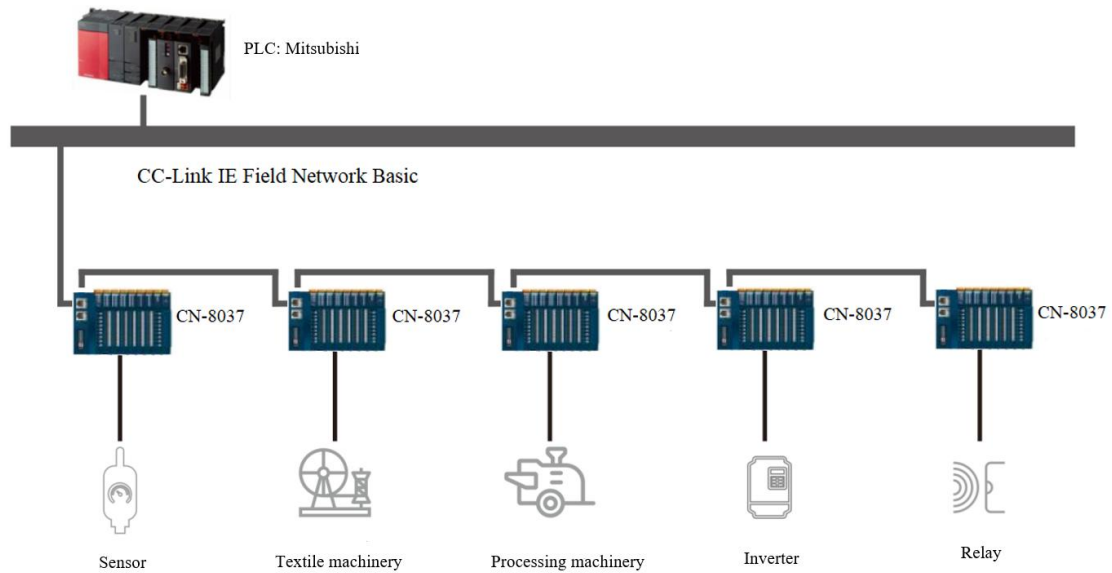 PLC: Mitsubishi
CC-Link IE Field Network Basic
CN-8037
CN-8037
CN-8037
CN-8037
CN-8037
Sensor
Textile machinery
Processing machinery
Inverter
Relay